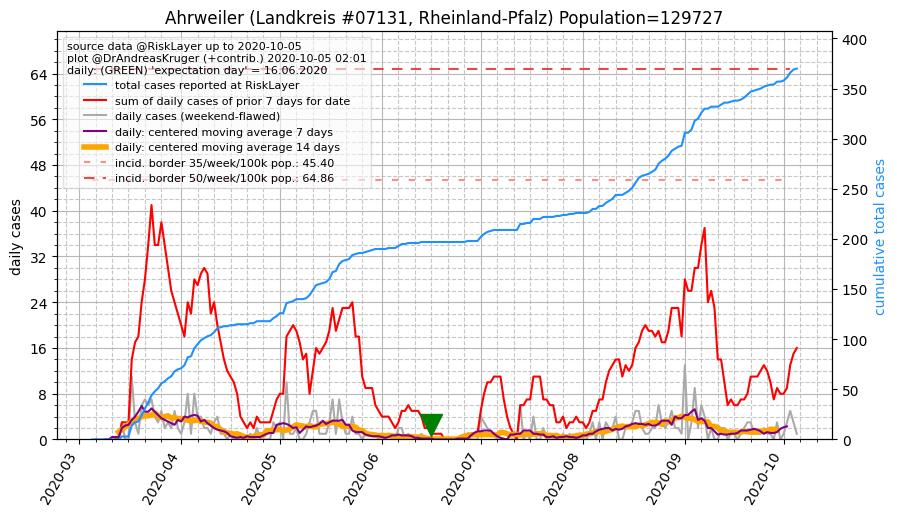 Ahrweiler (Landkreis #07131, Rheinland-Pfalz) Population=129727
source data @RiskLayer up to 2020-10-05
plot @DrAndreasKruger (+contrib.) 2020-10-05 02:01
daily: (GREEN) 'expectation day' = 16.06.2020
total cases reported at RiskLayer
sum of daily cases of prior 7 days for date
daily cases (weekend-flawed)
daily: centered moving average 7 days
daily: centered moving average 14 days
incid. border 35/week/100k pop.: 45.40
incid. border 50/week/100k pop.: 64.86
daily cases
64
56
48
40
32
24
16
8
0
cumulative total cases
400
350
300
250
200
150
100
50
0
2020-03
2020-04
2020-05
2020-06
2020-07
2020-08
2020-09
2020-10